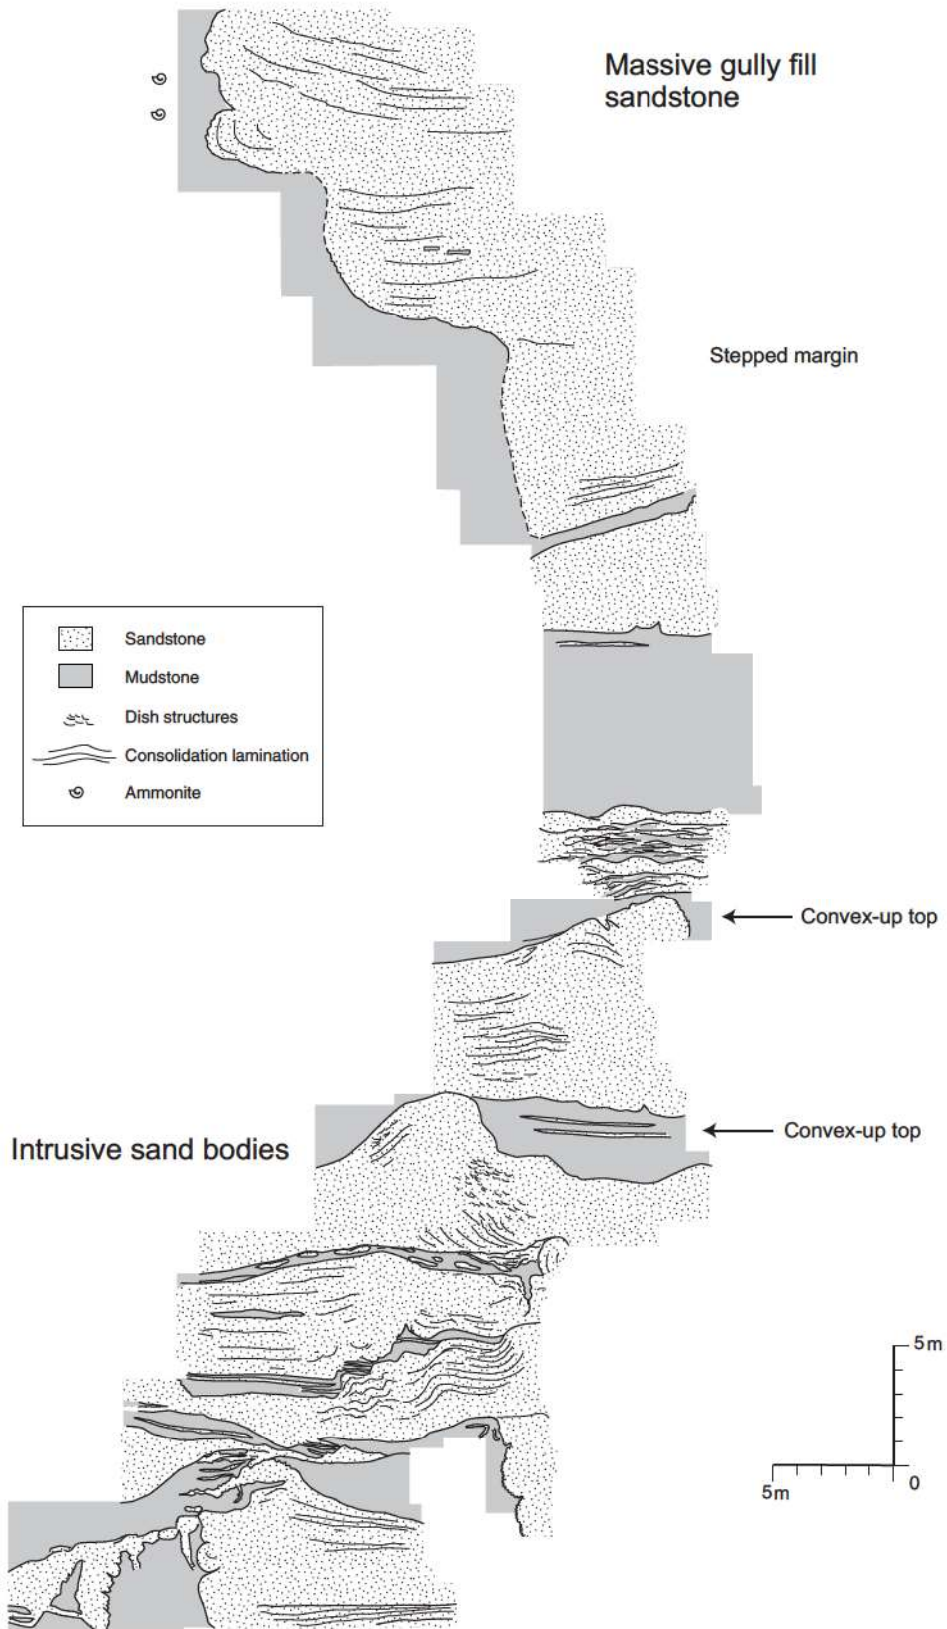 Massive gully fill
sandstone
Stepped margin
Sandstone
Mudstone
Dish structures
Consolidation lamination
Ammonite
Convex-up top
Convex-up top
Intrusive sand bodies
5m
0
5m